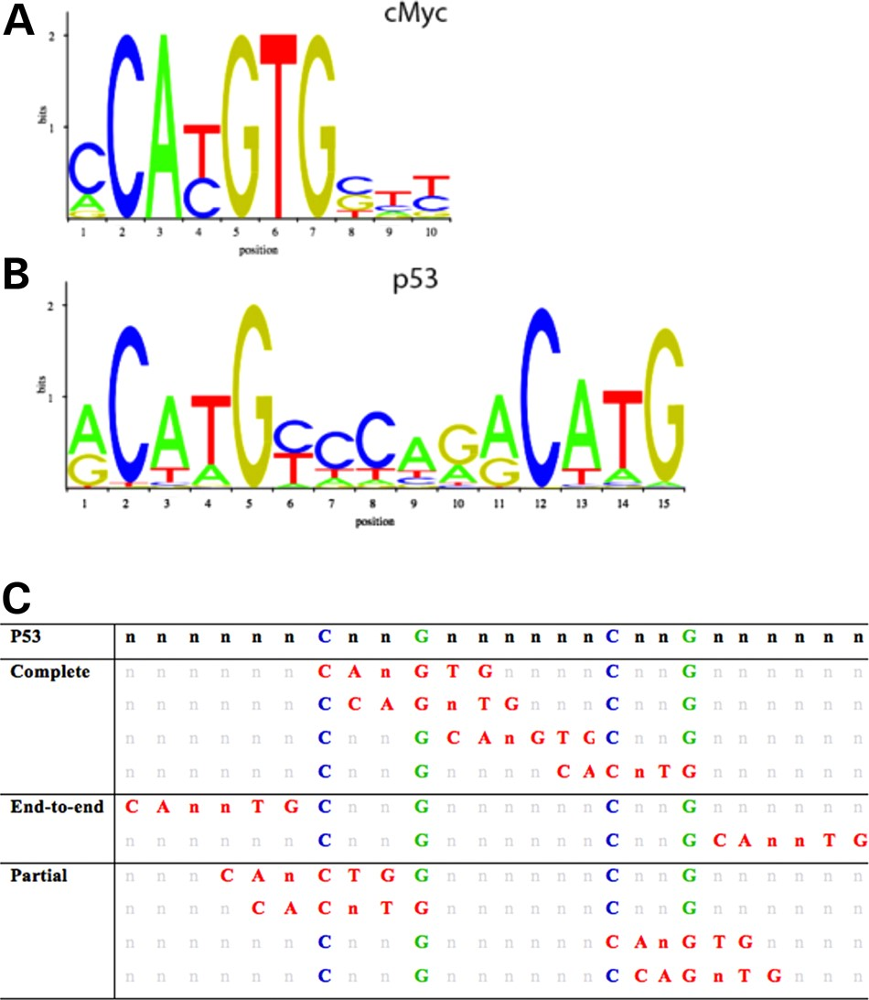 A
cMyc
bits
2
1
C A G
C
A
T C
G
T
G
C G T
T C A
T C G
1 2 3 4 5 6 7 8 9 10
position
B
p53
bits
2
1
A G
C
A T C
T A
G
C T
C T A
C T A
A T C
G A
A G
C
A T
T A
G A
1 2 3 4 5 6 7 8 9 10 11 12 13 14 15
position
C
P53 n n n n n n C n n G n n n n n n C n n G n n n n n n
Complete n n n n n n C A n G T G n n n n C n n G n n n n n n
n n n n n n C C A G n T G n n n C n n G n n n n n n
n n n n n n C n n G C A n G T G C n n G n n n n n n
n n n n n n C n n G n n n n C A C n T G n n n n n n
End-to-end C A n n T G C n n G n n n n n n C n n G n n n n n n
n n n n n n C n n G n n n n n n C n n G C A n n T G
Partial n n n C A n C T G G n n n n n n C n n G n n n n n n
n n n n C A C n T G n n n n n n C n n G n n n n n n
n n n n n n C n n G n n n n n n C A n G T G n n n n
n n n n n n C n n G n n n n n n C C A G n T G n n n